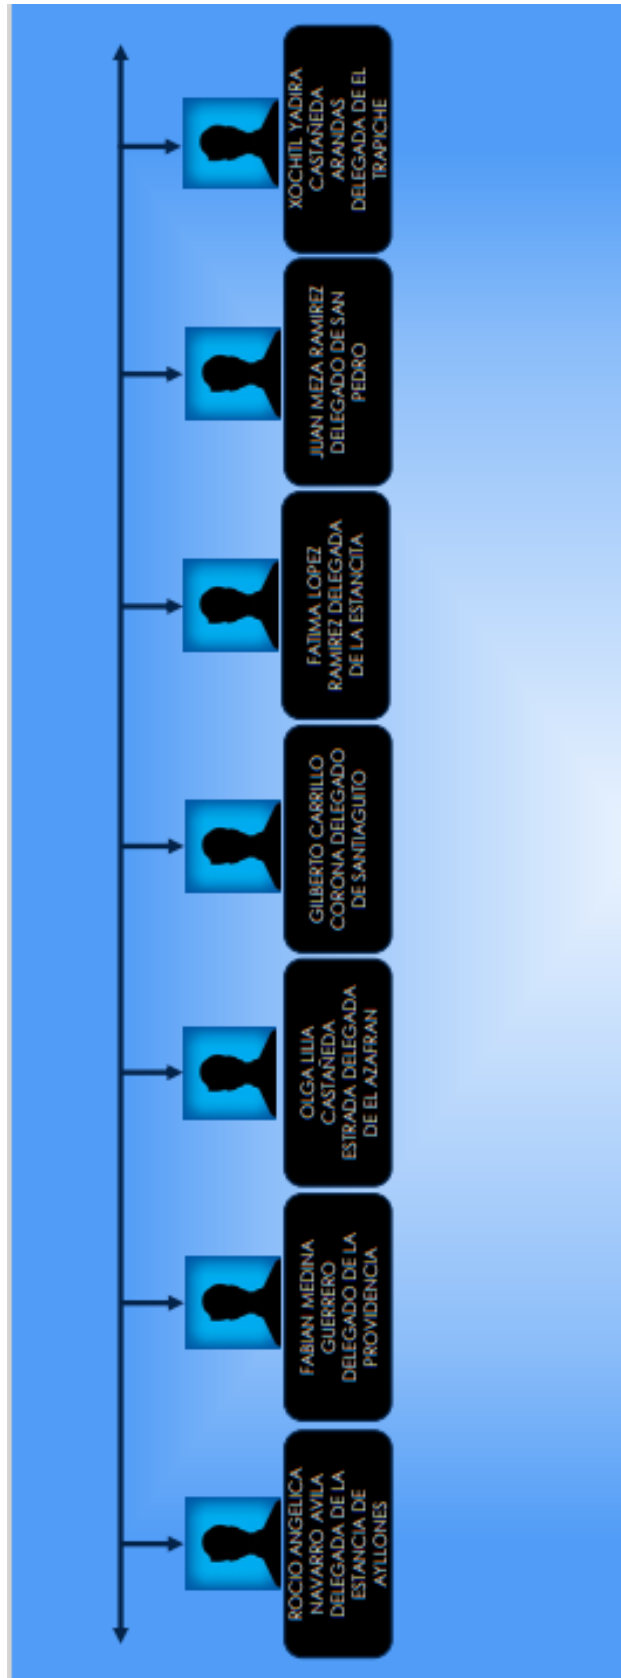 ROCIO ANGELICA
NAVARRO AVILA
DELEGADA DE LA
ESTANCIA DE
AYLLONES
FABIAN MEDINA
GUERRERO
DELEGADO DE LA
PROVIDENCIA
OLGA LILIA
CASTAÑEDA
ESTRADA DELEGADA
DE EL AZAFRAN
GILBERTO CARRILLO
CORONA DELEGADO
DE SANTIAGUITO
FATIMA LOPEZ
RAMIREZ DELEGADA
DE LA ESTANCITA
JUAN MEZA RAMIREZ
DELEGADO DE SAN
PEDRO
XOCHITL YADIRA
CASTAÑEDA
ARANDAS
DELEGADA DE EL
TRAPICHE